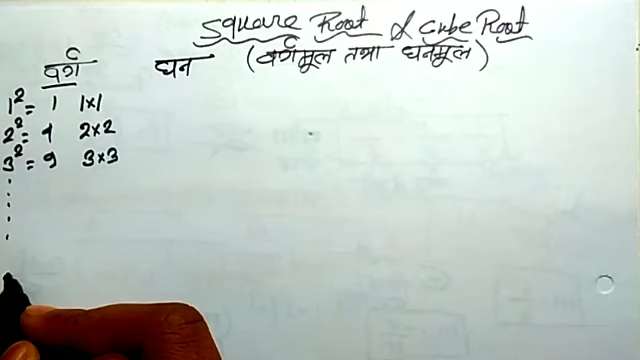 Square Root & Cube Root
(वर्गमूल तथा घनमूल)
वर्ग घन
1² = 1 1×1
2² = 4 2×2
3² = 9 3×3